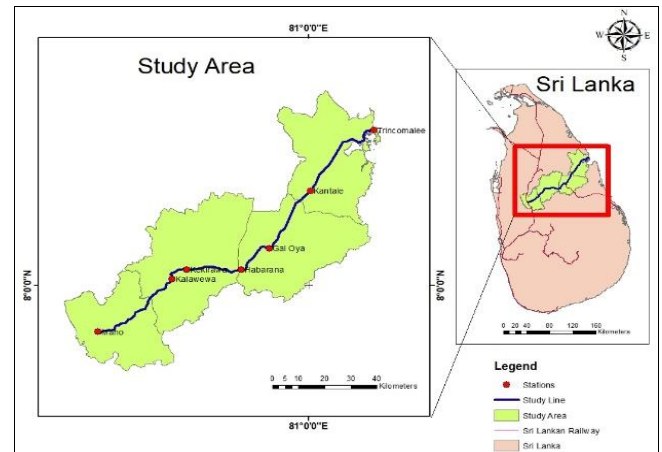 81°0'0"E
N
W E
S
Study Area
Sri Lanka
Trincomalee
Kantale
Gal Oya
Kekirawa
Habarana
Kalawewa
Maho
8°0'0"N
8°0'0"N
0 5 10 20 30 40
Kilometers
0 20 40 80 120 160
Kilometers
81°0'0"E
Legend
Stations
Study Line
Study Area
Sri Lankan Railway
Sri Lanka